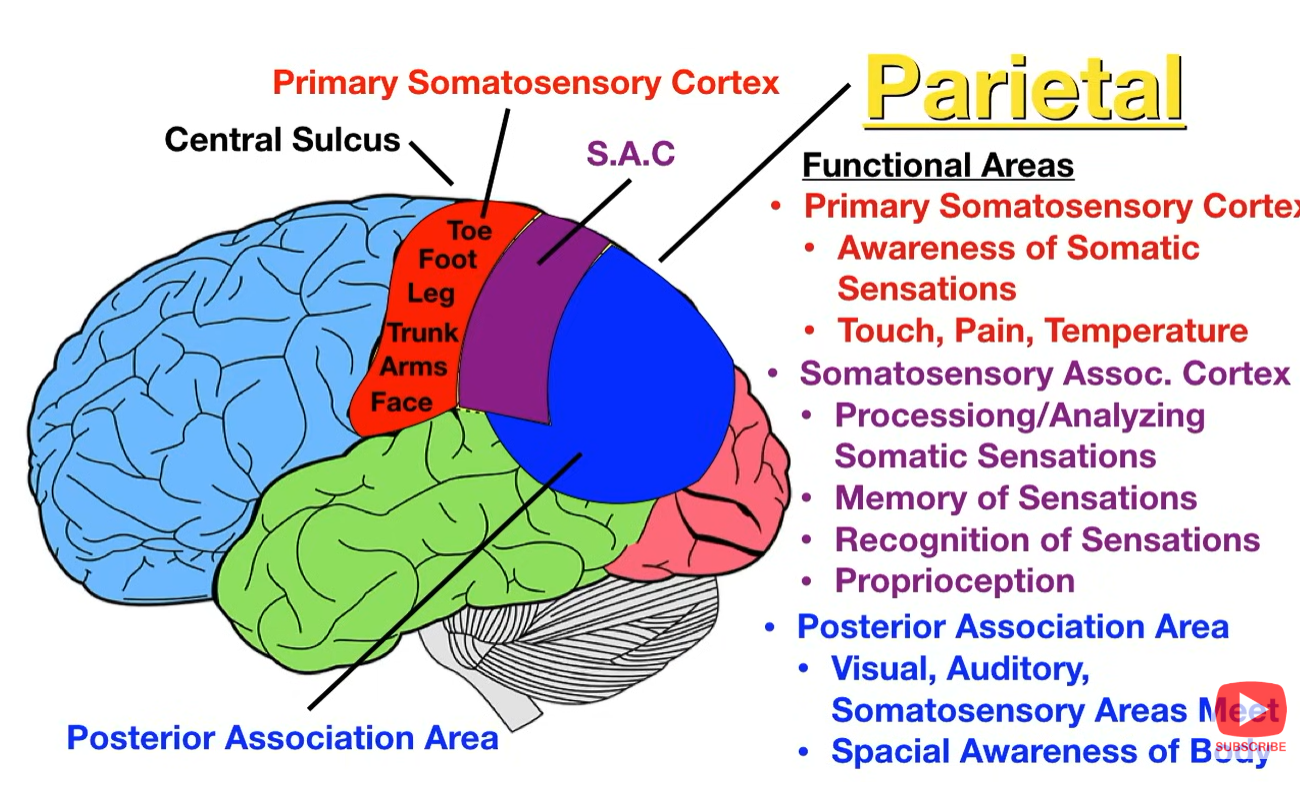 Parietal
Primary Somatosensory Cortex
Central Sulcus
S.A.C
Toe
Foot
Leg
Trunk
Arms
Face
Posterior Association Area
Functional Areas
• Primary Somatosensory Cortex
• Awareness of Somatic
Sensations
• Touch, Pain, Temperature
• Somatosensory Assoc. Cortex
• Processiong/Analyzing
Somatic Sensations
• Memory of Sensations
• Recognition of Sensations
• Proprioception
• Posterior Association Area
• Visual, Auditory,
Somatosensory Areas Meet
• Spacial Awareness of Body
SUBSCRIBE